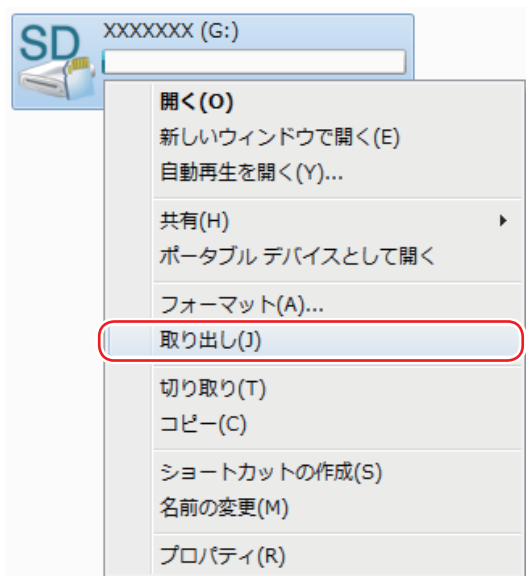 SD
XXXXXXX (G:)
開く(O)
新しいウィンドウで開く(E)
自動再生を開く(Y)...
共有(H)
ポータブル デバイスとして開く
フォーマット(A)...
取り出し(J)
切り取り(T)
コピー(C)
ショートカットの作成(S)
名前の変更(M)
プロパティ(R)